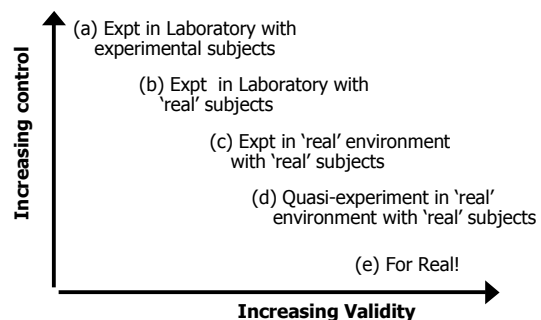 (a) Expt in Laboratory with
experimental subjects
(b) Expt in Laboratory with
‘real’ subjects
(c) Expt in ‘real’ environment
with ‘real’ subjects
(d) Quasi-experiment in ‘real’
environment with ‘real’ subjects
(e) For Real!
Increasing control
Increasing Validity